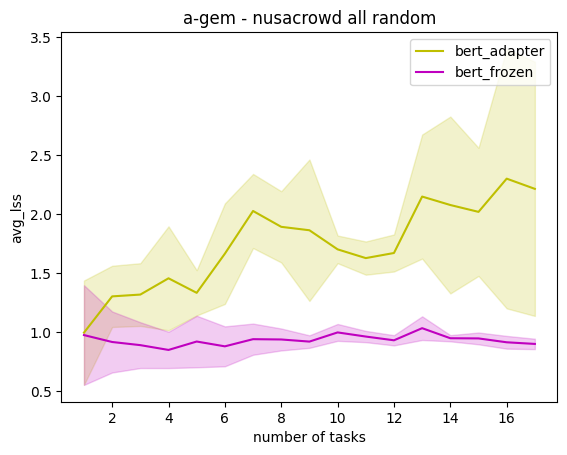 a-gem - nusacrowd all random
bert_adapter
bert_frozen
3.5
3.0
2.5
2.0
1.5
1.0
0.5
avg_lss
2 4 6 8 10 12 14 16
number of tasks